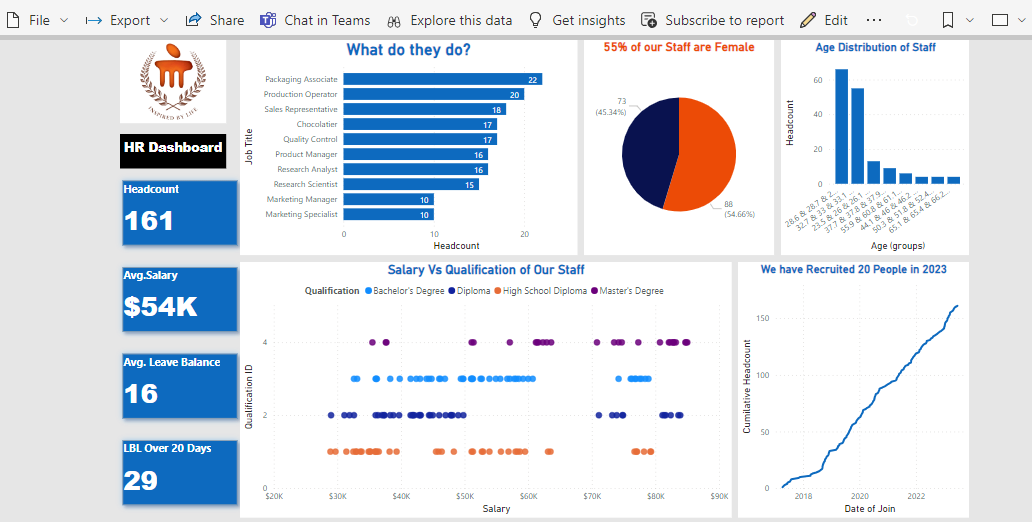 File
Export
Share
Chat in Teams
Explore this data
Get insights
Subscribe to report
Edit
INSPIRED BY LIFE
HR Dashboard
Headcount
161
Avg.Salary
$54K
Avg. Leave Balance
16
LBL Over 20 Days
29
What do they do?
Job Title
Packaging Associate 22
Production Operator 20
Sales Representative 18
Chocolatier 17
Quality Control 17
Product Manager 16
Research Analyst 16
Research Scientist 15
Marketing Manager 10
Marketing Specialist 10
0 10 20
Headcount
55% of our Staff are Female
73
(45.34%)
88
(54.66%)
Age Distribution of Staff
Headcount
60
40
20
0
28.6 & 28.7 & 2...
32.7 & 33 & 33.1 ...
23.5 & 26 & 26.1 ...
37.7 & 37.8 & 37.9...
55.9 & 60.8 & 61.1...
44.1 & 46 & 46.2 ...
50.3 & 51.8 & 52.4...
65.1 & 65.4 & 66.2...
Age (groups)
Salary Vs Qualification of Our Staff
Qualification Bachelor's Degree Diploma High School Diploma Master's Degree
Qualification ID
4
2
0
$20K $30K $40K $50K $60K $70K $80K $90K
Salary
We have Recruited 20 People in 2023
Cumilative Headcount
150
100
50
0
2018 2020 2022
Date of Join